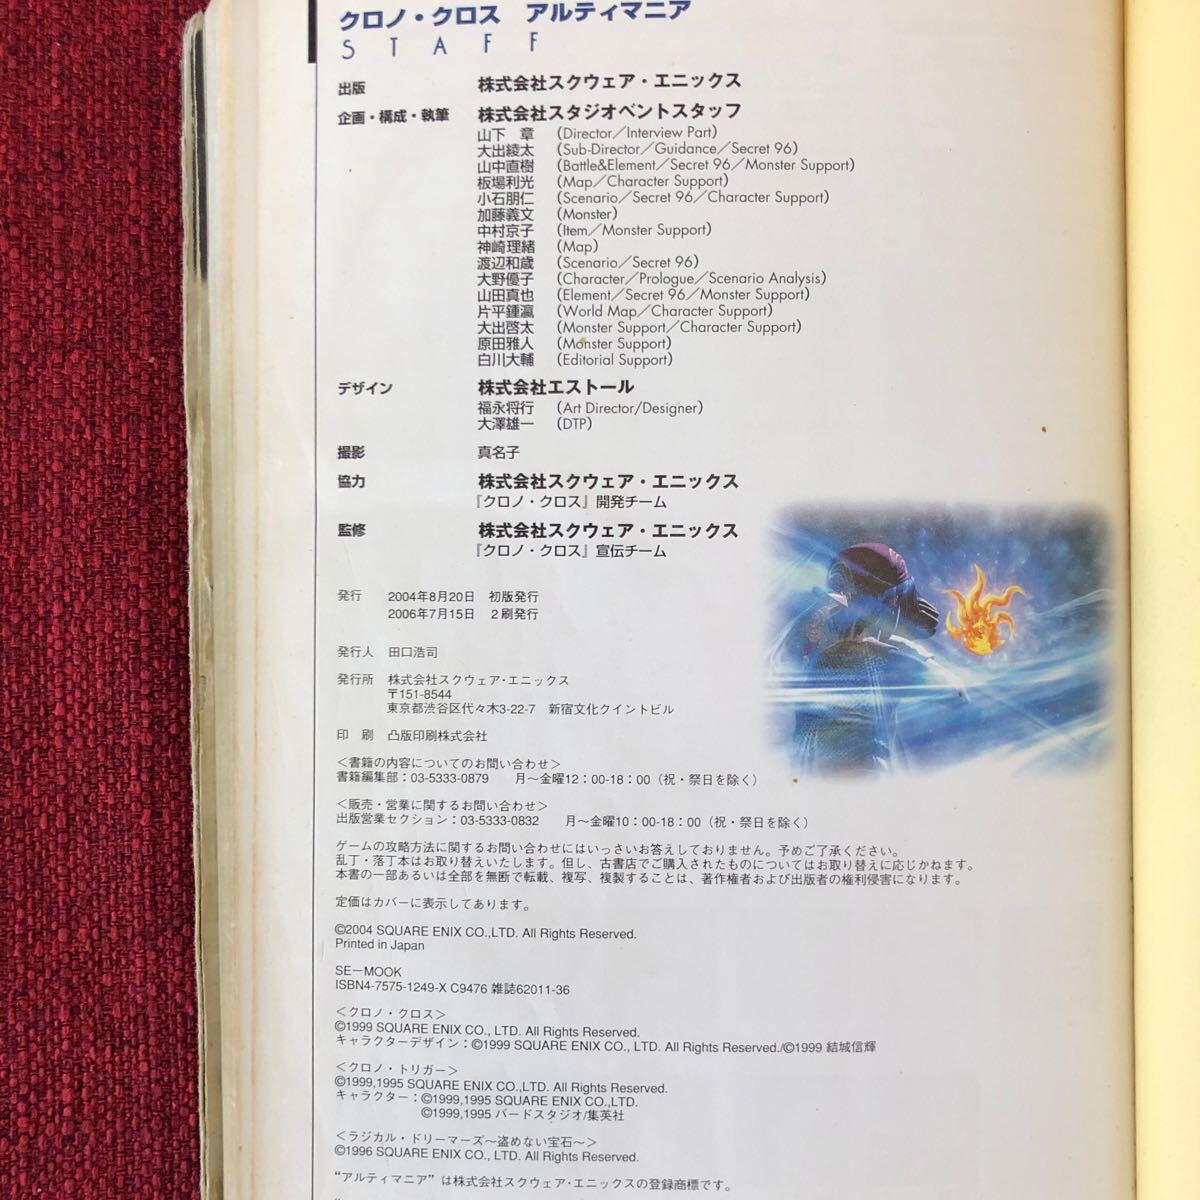 クロノ・クロス　アルティマニア
STAFF
出版　株式会社スクウェア・エニックス
企画・構成・執筆　株式会社スタジオベントスタッフ
山下　章　（Director／Interview Part）
大出綾太　（Sub-Director／Guidance／Secret 96）
山中直樹　（Battle&Element／Secret 96／Monster Support）
板場利光　（Map／Character Support）
小石朋仁　（Scenario／Secret 96／Character Support）
加藤義文　（Monster）
中村京子　（Item／Monster Support）
神崎理緒　（Map）
渡辺和歳　（Scenario／Secret 96）
大野優子　（Character／Prologue／Scenario Analysis）
山田真也　（Element／Secret 96／Monster Support）
片平鍾瀛　（World Map／Character Support）
大出啓太　（Monster Support／Character Support）
原田雅人　（Monster Support）
白川大輔　（Editorial Support）
デザイン　株式会社エストール
福永将行　（Art Director/Designer）
大澤雄一　（DTP）
撮影　真名子
協力　株式会社スクウェア・エニックス
『クロノ・クロス』開発チーム
監修　株式会社スクウェア・エニックス
『クロノ・クロス』宣伝チーム
発行　2004年8月20日　初版発行
2006年7月15日　２刷発行
発行人　田口浩司
発行所　株式会社スクウェア・エニックス
〒151-8544
東京都渋谷区代々木3-22-7　新宿文化クイントビル
印　刷　凸版印刷株式会社
＜書籍の内容についてのお問い合わせ＞
書籍編集部：03-5333-0879　月〜金曜12：00-18：00（祝・祭日を除く）
＜販売・営業に関するお問い合わせ＞
出版営業セクション：03-5333-0832　月〜金曜10：00-18：00（祝・祭日を除く）
ゲームの攻略方法に関するお問い合わせにはいっさいお答えしておりません。予めご了承ください。
乱丁・落丁本はお取り替えいたします。但し、古書店でご購入されたものについてはお取り替えに応じかねます。
本書の一部あるいは全部を無断で転載、複写、複製することは、著作権者および出版者の権利侵害になります。
定価はカバーに表示してあります。
©2004 SQUARE ENIX CO.,LTD. All Rights Reserved.
Printed in Japan
SE－MOOK
ISBN4-7575-1249-X C9476 雑誌62011-36
＜クロノ・クロス＞
©1999 SQUARE ENIX CO., LTD. All Rights Reserved.
キャラクターデザイン：©1999 SQUARE ENIX CO., LTD. All Rights Reserved./©1999 結城信輝
＜クロノ・トリガー＞
©1999,1995 SQUARE ENIX CO.,LTD. All Rights Reserved.
キャラクター：©1999,1995 SQUARE ENIX CO.,LTD.
©1999,1995 バードスタジオ/集英社
＜ラジカル・ドリーマーズ〜盗めない宝石〜＞
©1996 SQUARE ENIX CO.,LTD. All Rights Reserved.
“アルティマニア”は株式会社スクウェア・エニックスの登録商標です。